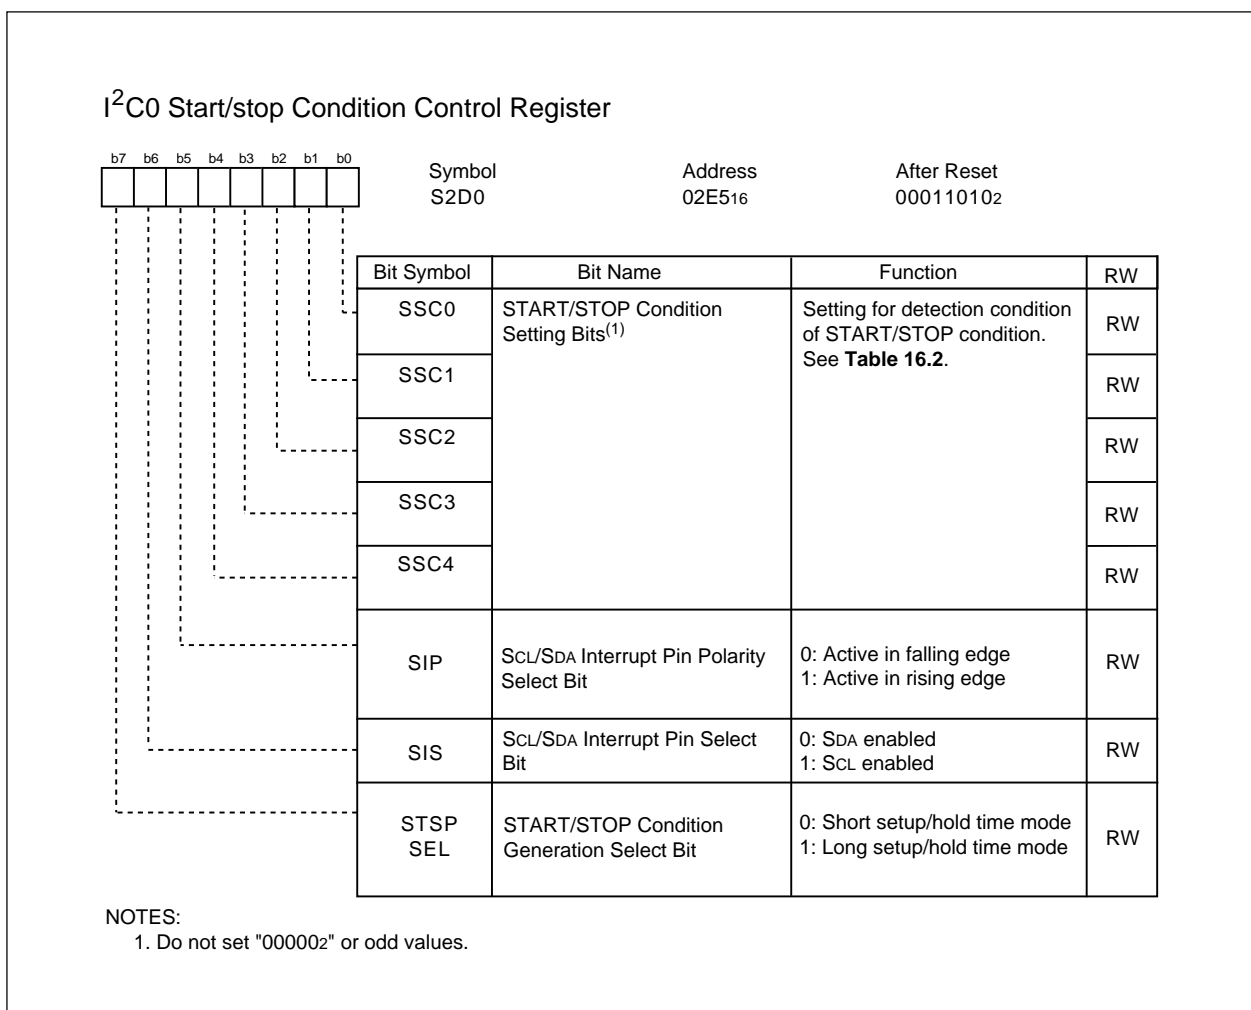 I²C0 Start/stop Condition Control Register
b7 b6 b5 b4 b3 b2 b1 b0
Symbol Address After Reset
S2D0 02E516 000110102
Bit Symbol Bit Name Function RW
SSC0 START/STOP Condition Setting for detection condition
Setting Bits(1) of START/STOP condition. RW
See Table 16.2.
SSC1 RW
SSC2 RW
SSC3 RW
SSC4 RW
SIP SCL/SDA Interrupt Pin Polarity 0: Active in falling edge RW
Select Bit 1: Active in rising edge
SIS SCL/SDA Interrupt Pin Select 0: SDA enabled RW
Bit 1: SCL enabled
STSP START/STOP Condition 0: Short setup/hold time mode RW
SEL Generation Select Bit 1: Long setup/hold time mode
NOTES:
1. Do not set "000002" or odd values.